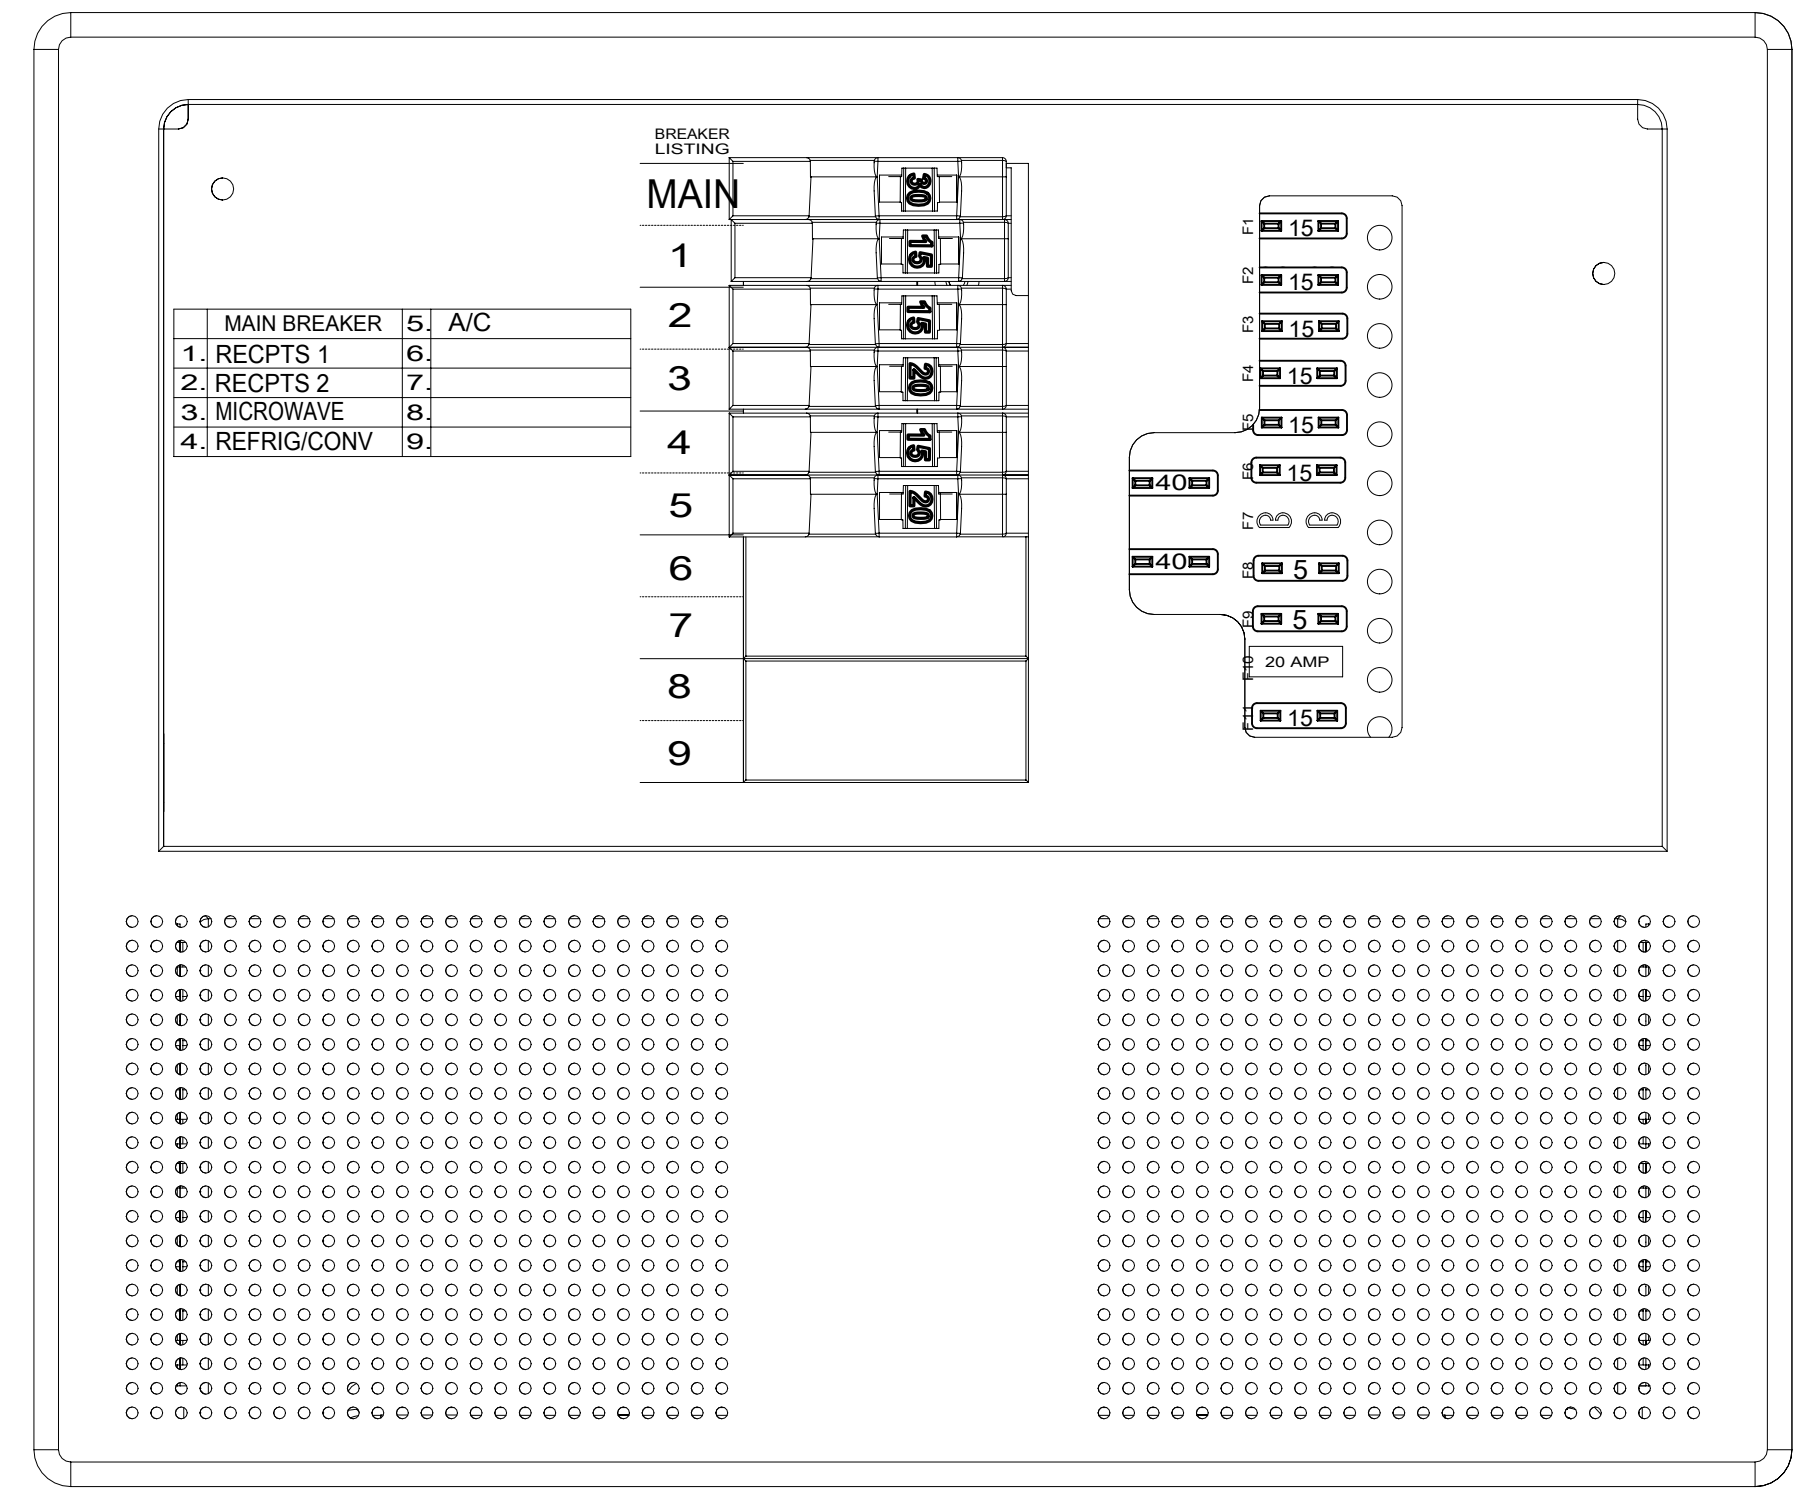 BREAKER
LISTING
MAIN 30
1 15
2 15
3 20
4 15
5 20
6
7
8
9
MAIN BREAKER 5. A/C
1. RECPTS 1 6.
2. RECPTS 2 7.
3. MICROWAVE 8.
4. REFRIG/CONV 9.
40
40
F1 15
F2 15
F3 15
F4 15
F5 15
F6 15
F7
F8 5
F9 5
F10 20 AMP
F11 15